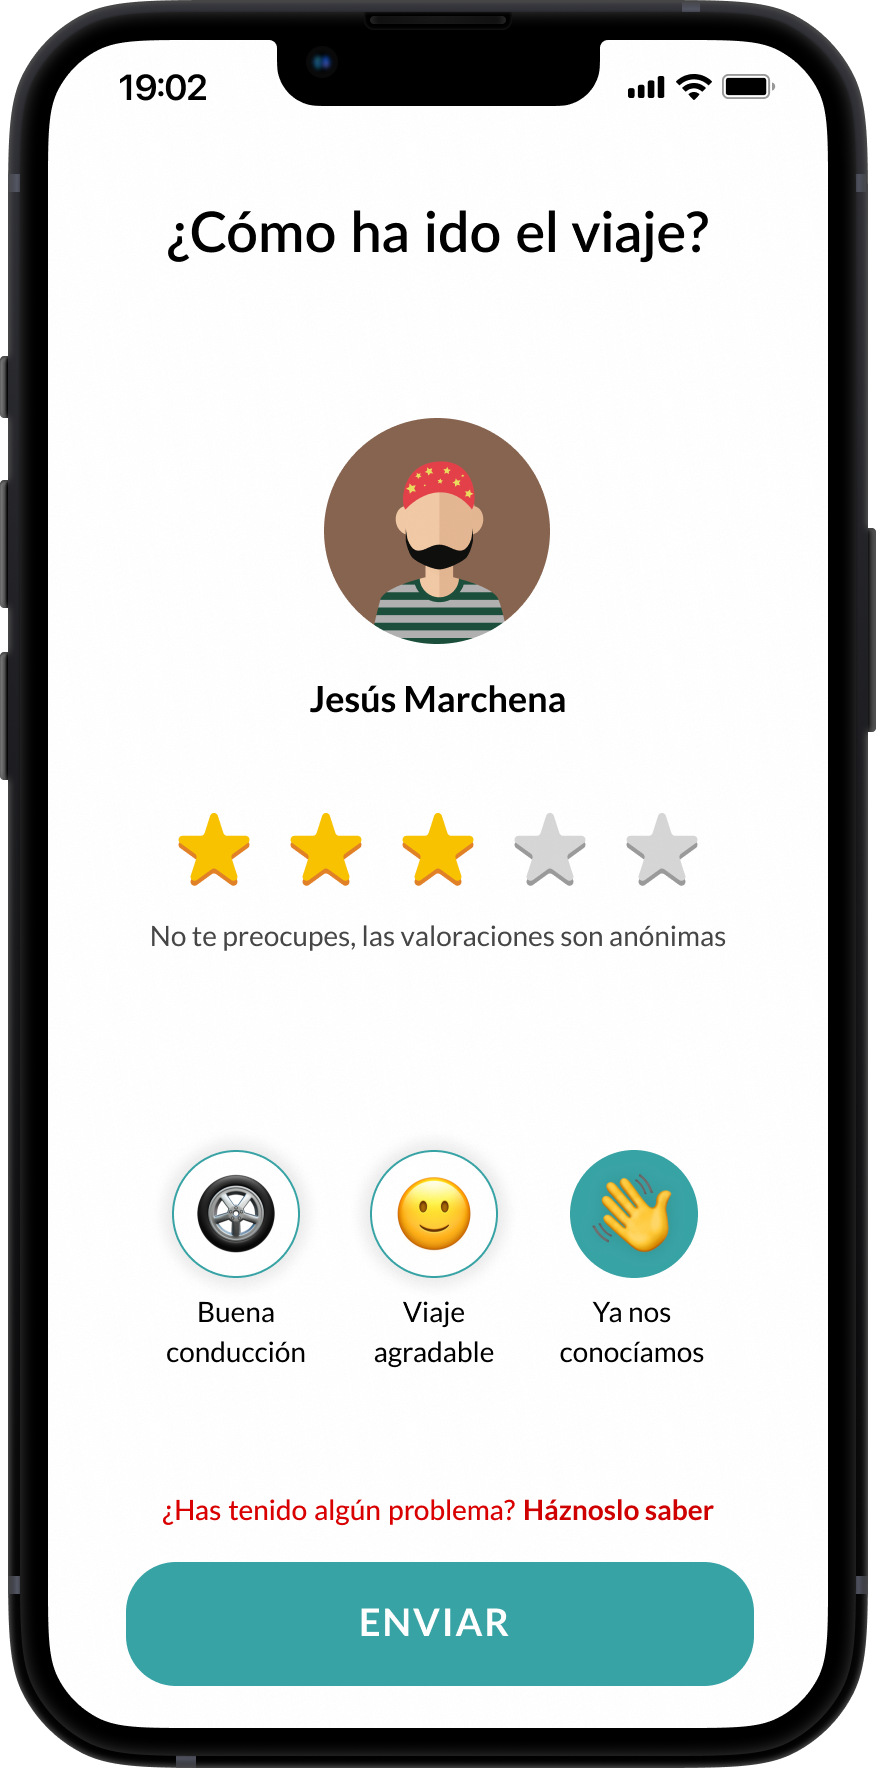 19:02
¿Cómo ha ido el viaje?
Jesús Marchena
No te preocupes, las valoraciones son anónimas
Buena
conducción
Viaje
agradable
Ya nos
conocíamos
¿Has tenido algún problema? Háznoslo saber
ENVIAR